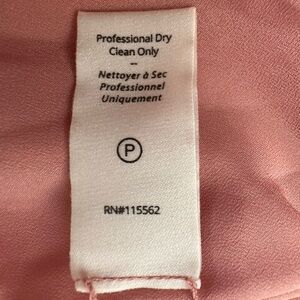 Professional Dry
Clean Only
--
Nettoyer à Sec
Professionnel
Uniquement
P
RN#115562